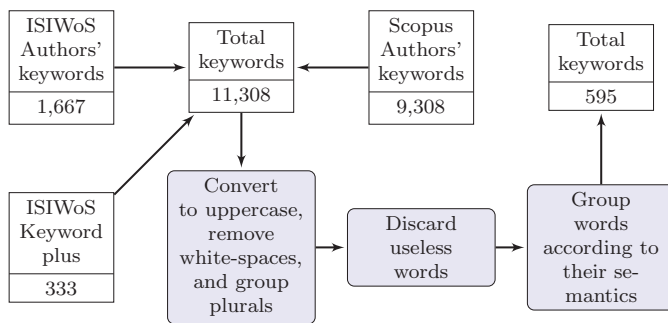 ISIWoS
Authors'
keywords
1,667
Total
keywords
11,308
Scopus
Authors'
keywords
9,308
Total
keywords
595
ISIWoS
Keyword
plus
333
Convert
to uppercase,
remove
white-spaces,
and group
plurals
Discard
useless
words
Group
words
according to
their se-
mantics